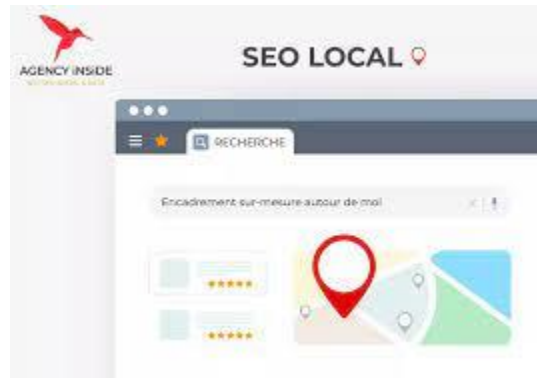 SEO LOCAL
AGENCY INSIDE
RECHERCHE
Encadrement sur-mesure autour de moi